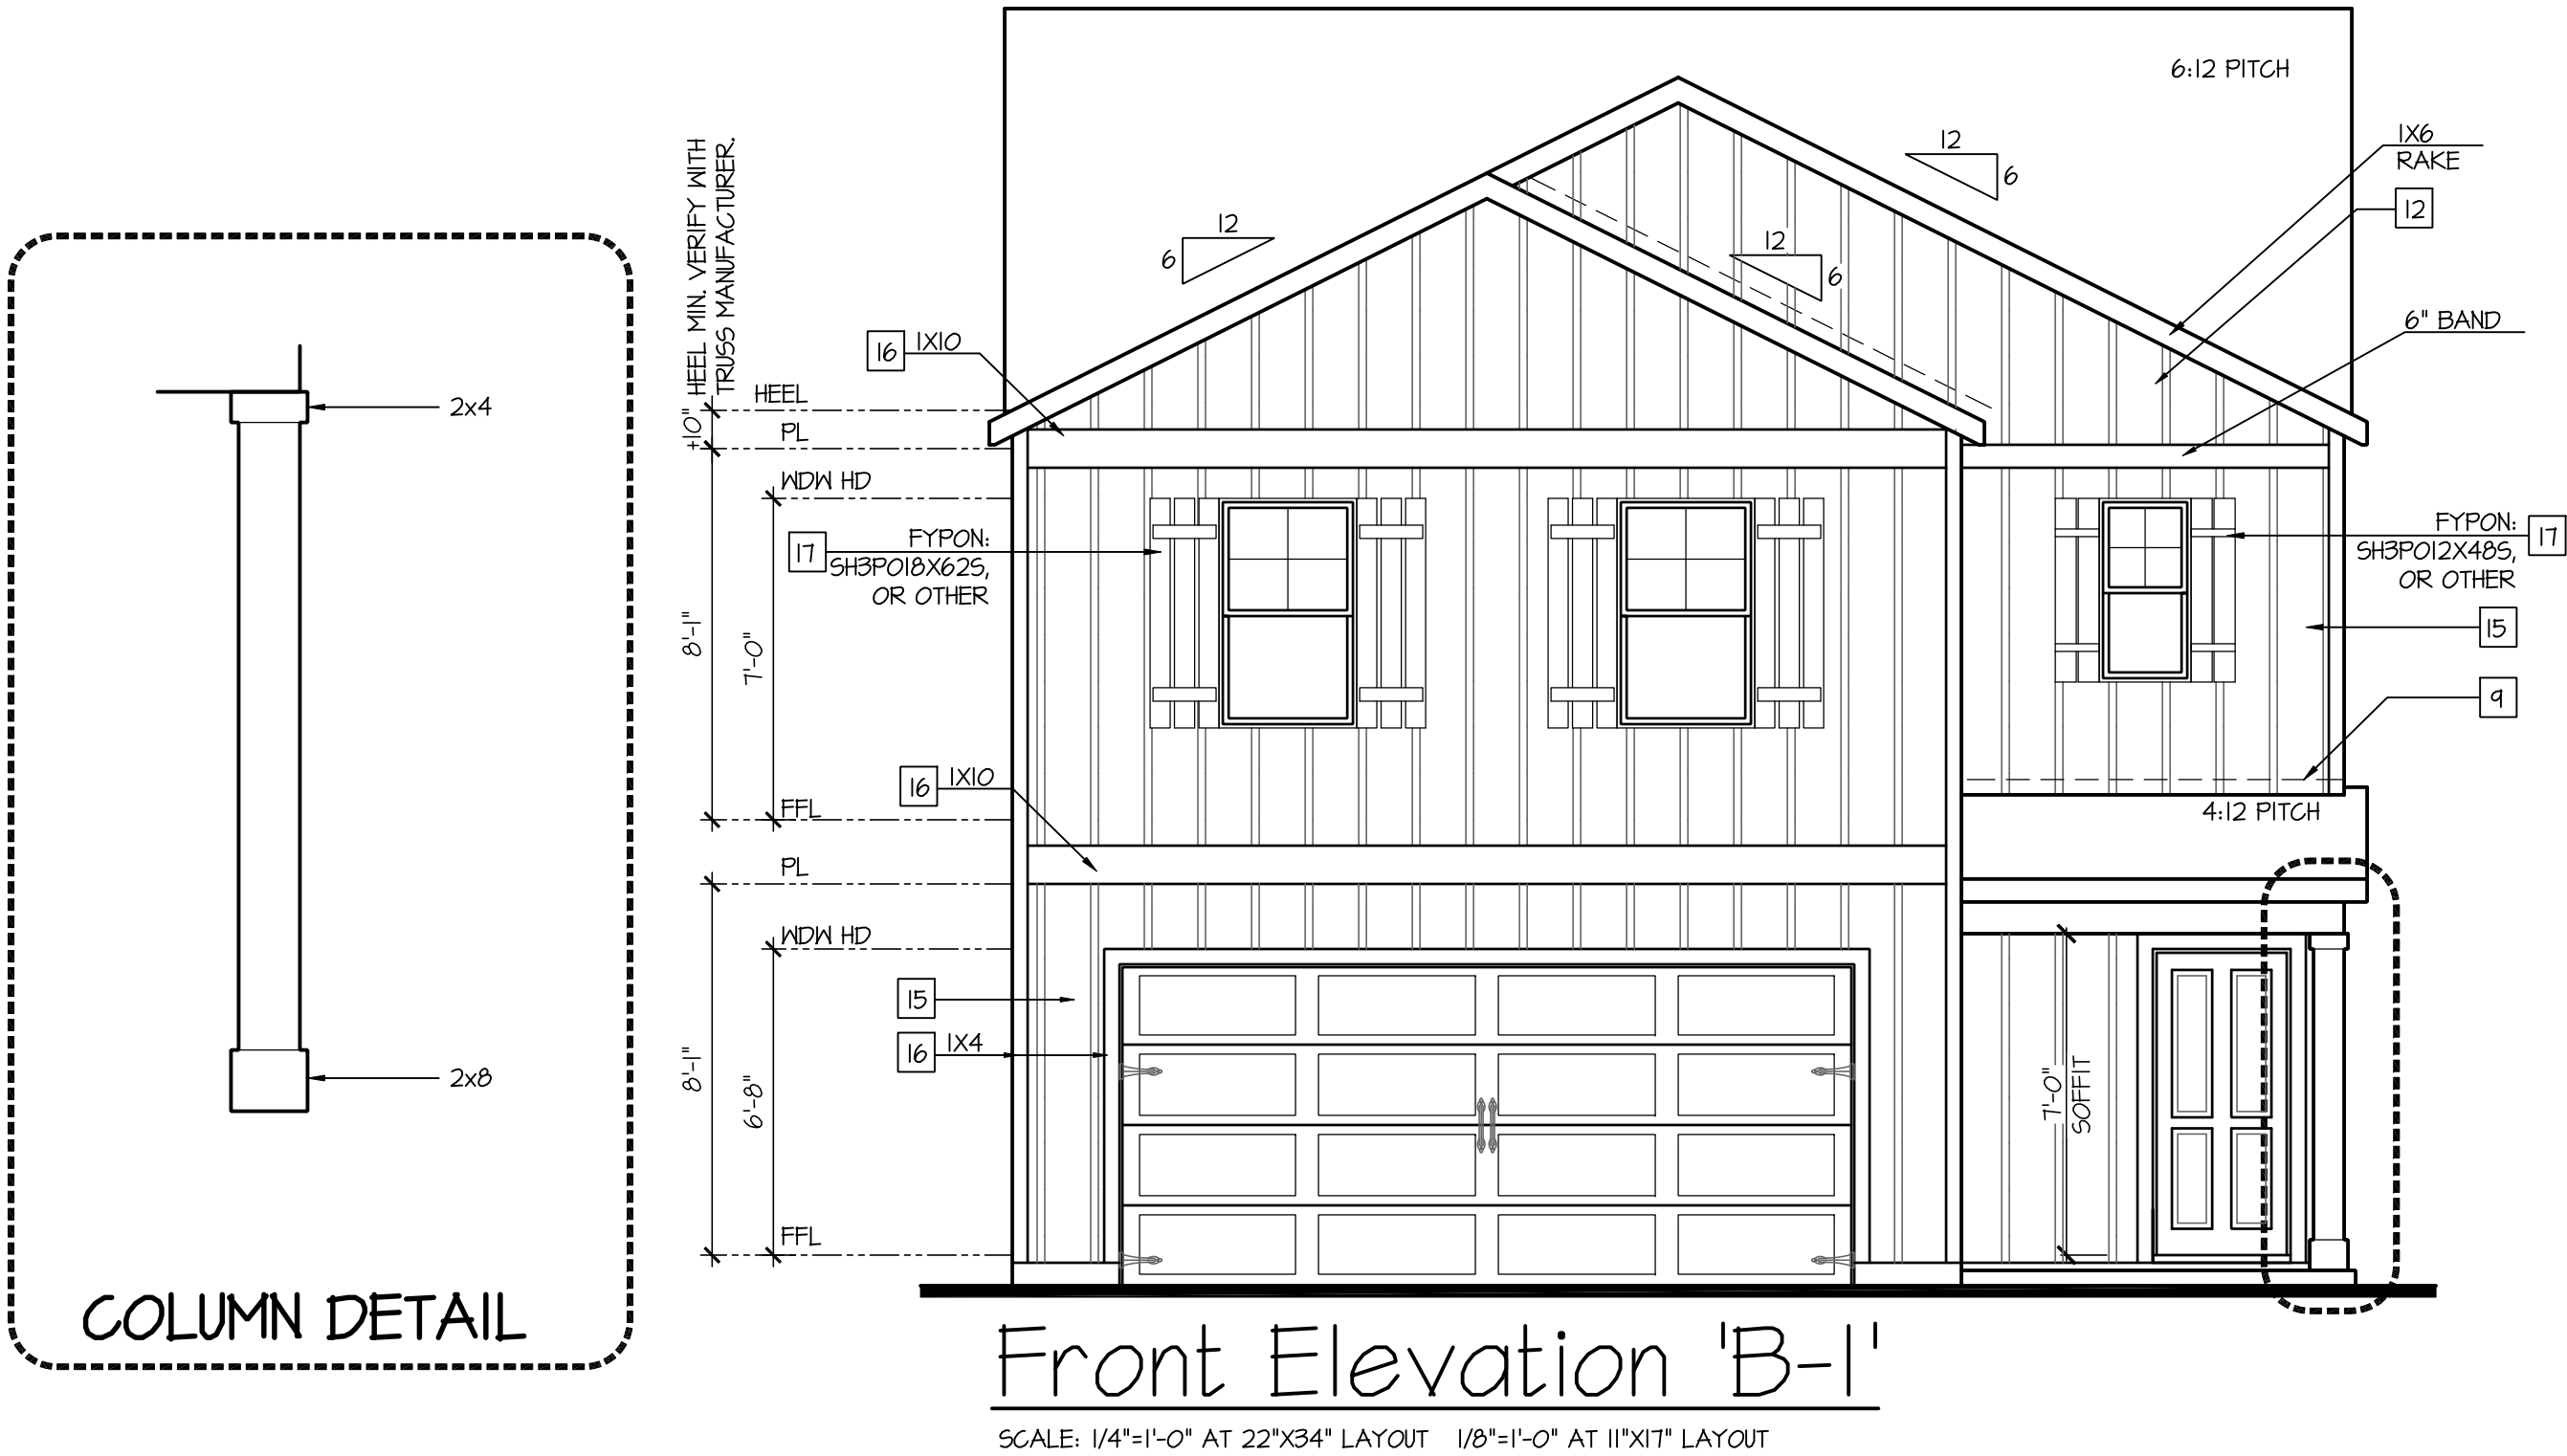 6:12 PITCH
12
6
1X6
RAKE
12
12
6
12
6
6" BAND
HEEL MIN. VERIFY WITH
TRUSS MANUFACTURER.
+10"
16 1X10
HEEL
PL
WDW HD
17
FYPON:
SH3PO18X62S,
OR OTHER
FYPON:
SH3PO12X48S,
OR OTHER
17
15
9
8'-1"
7'-0"
16 1X10
FFL
4:12 PITCH
PL
WDW HD
15
16 1X4
8'-1"
6'-8"
7'-0"
SOFFIT
FFL
2x4
2x8
COLUMN DETAIL
Front Elevation 'B-1'
SCALE: 1/4"=1'-0" AT 22"X34" LAYOUT 1/8"=1'-0" AT 11"X17" LAYOUT